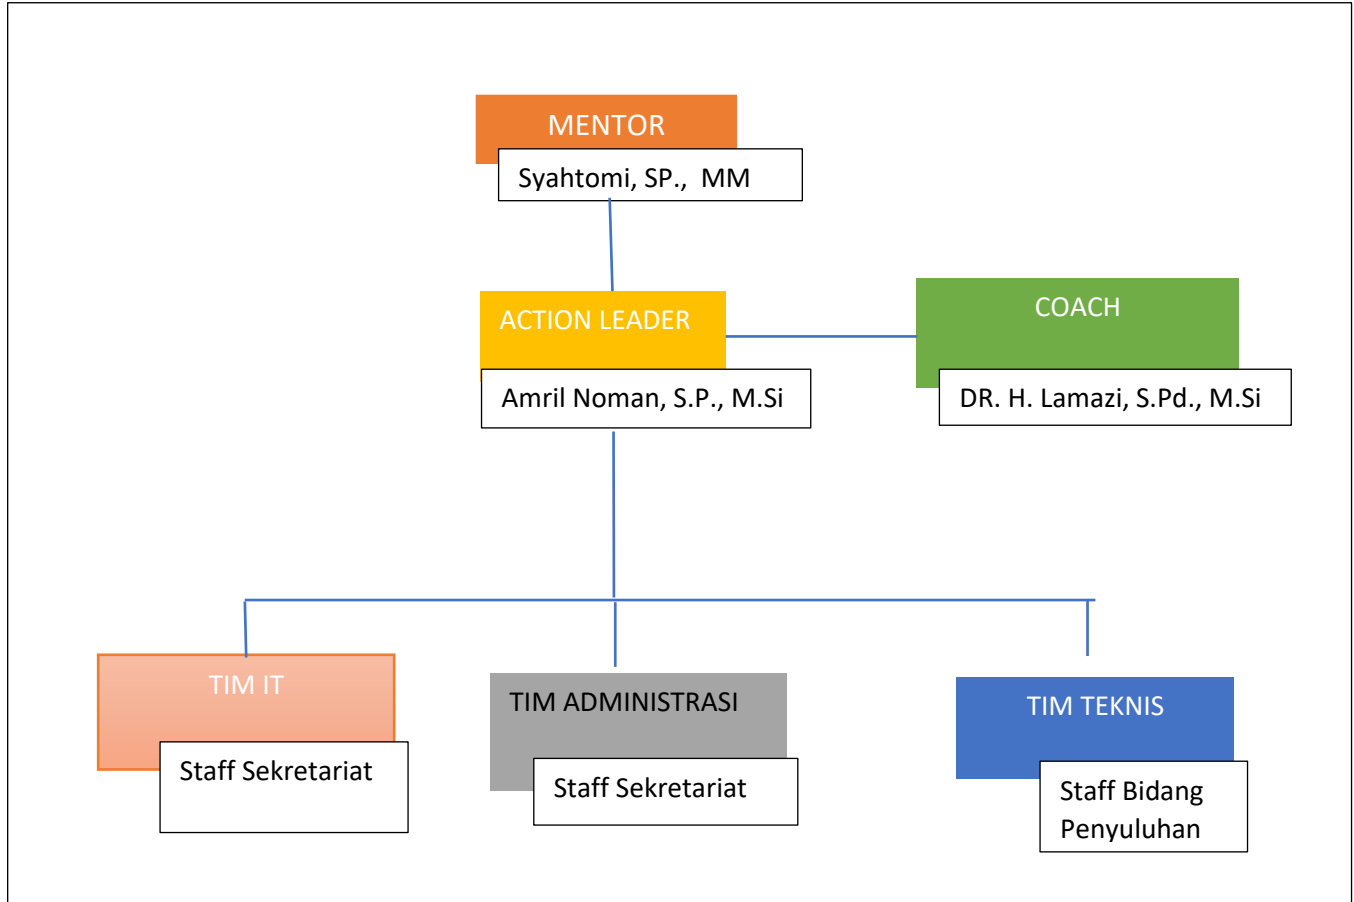 MENTOR
Syahtomi, SP.,  MM
ACTION LEADER
Amril Noman, S.P., M.Si
COACH
DR. H. Lamazi, S.Pd., M.Si
TIM IT
Staff Sekretariat
TIM ADMINISTRASI
Staff Sekretariat
TIM TEKNIS
Staff Bidang
Penyuluhan